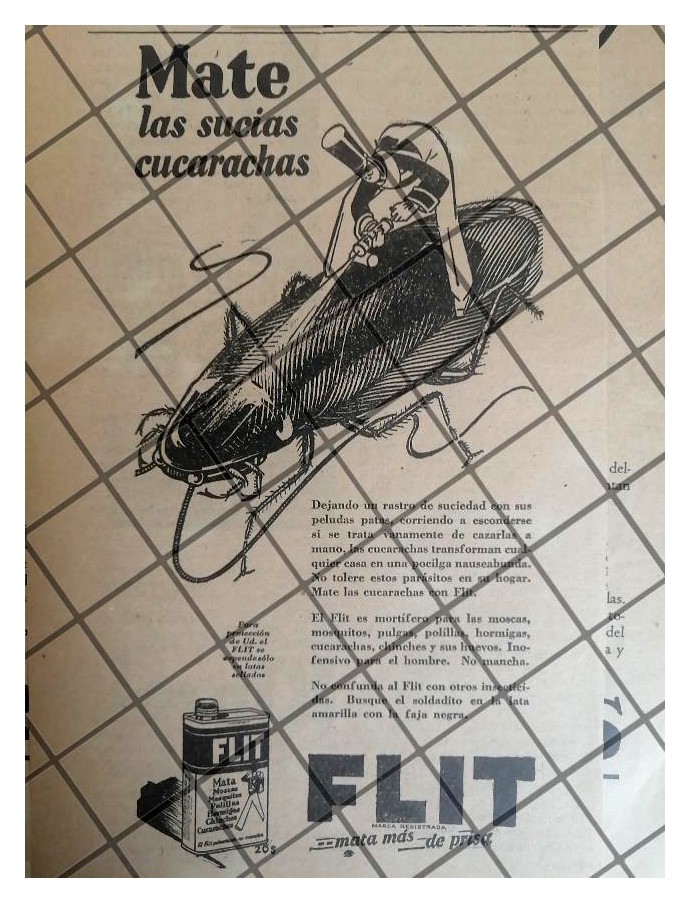 Mate
las sucias
cucarachas
Dejando un rastro de suciedad con sus
peludas patas, corriendo a esconderse
si se trata vanamente de cazarlas a
mano, las cucarachas transforman cual-
quier casa en una pocilga nauseabunda.
No tolere estos parásitos en su hogar.
Mate las cucarachas con Flit.
El Flit es mortífero para las moscas,
mosquitos, pulgas, polillas, hormigas,
cucarachas, chinches y sus huevos. Ino-
fensivo para el hombre. No mancha.
No confunda al Flit con otros insectici-
das. Busque el soldadito en la lata
amarilla con la faja negra.
Para
protección
de Ud. el
FLIT se
expende sólo
en latas
selladas
FLIT
Mata
Moscas
Mosquitos
Polillas
Hormigas
Chinches
Cucarachas
20s
FLIT
MARCA REGISTRADA
—mata más—de prisa
del-
las.
to-
del
a y